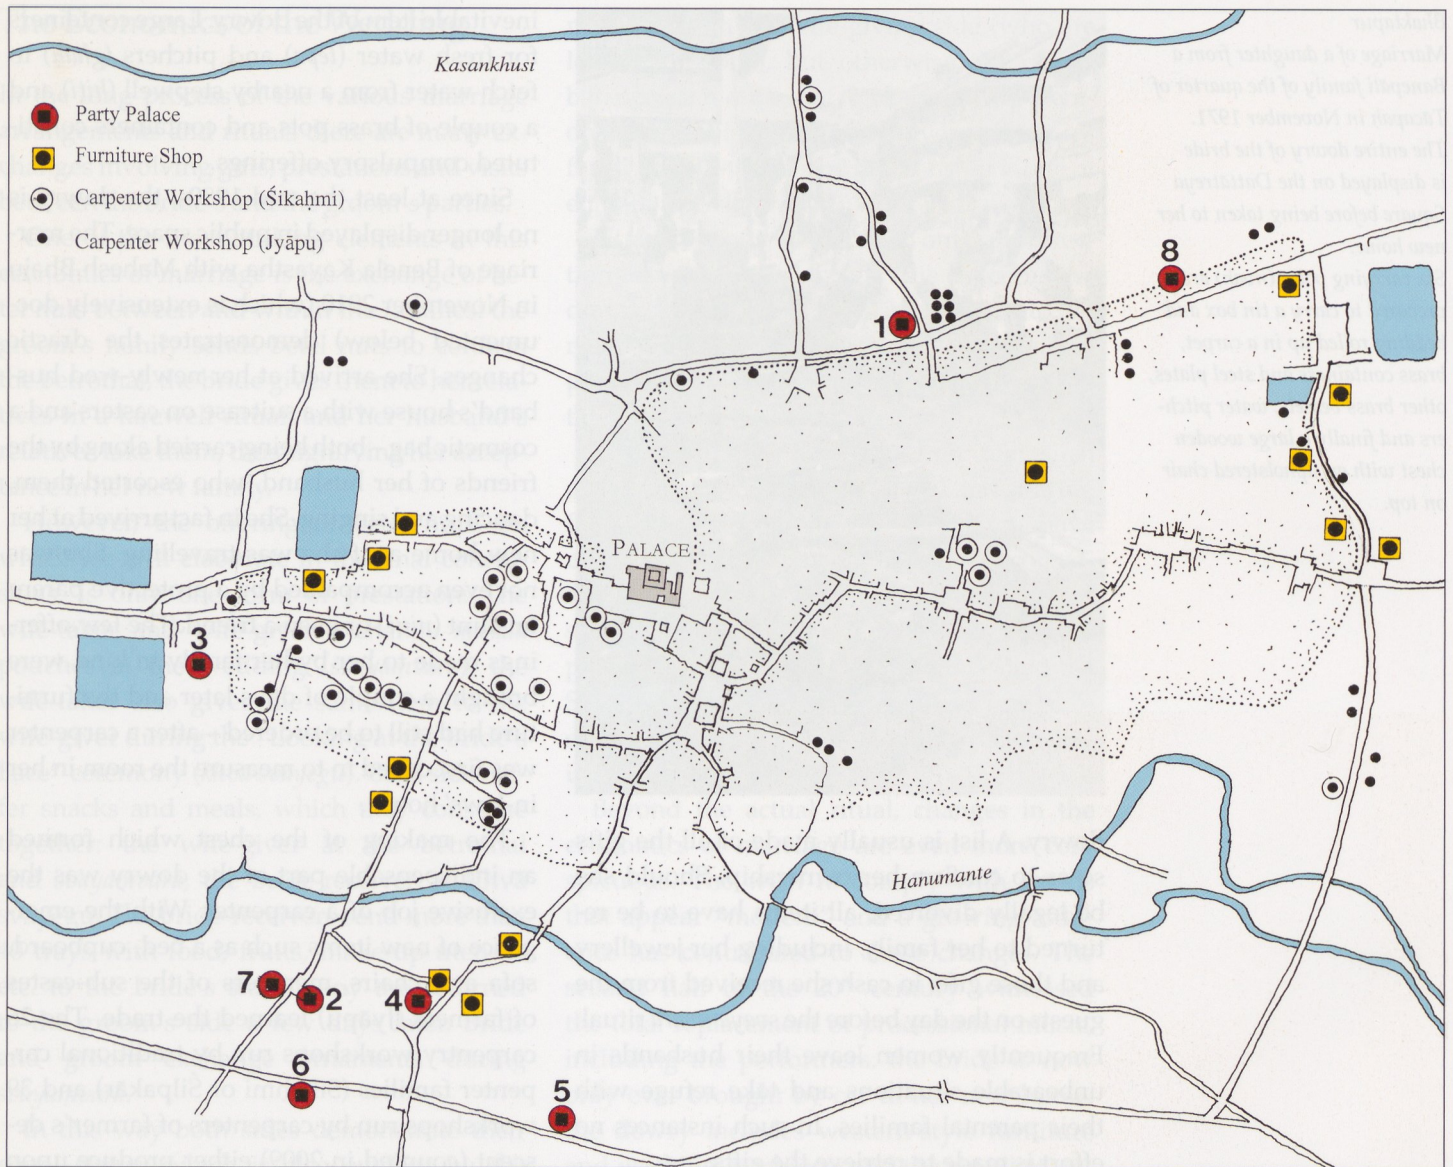 Kasankhusi
Party Palace
Furniture Shop
Carpenter Workshop (Śikaḥmi)
Carpenter Workshop (Jyāpu)
8
1
PALACE
3
Hanumante
7
2
4
6
5